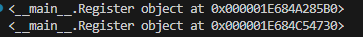 <__main__.Register object at 0x000001E684A285B0>
<__main__.Register object at 0x000001E684C54730>